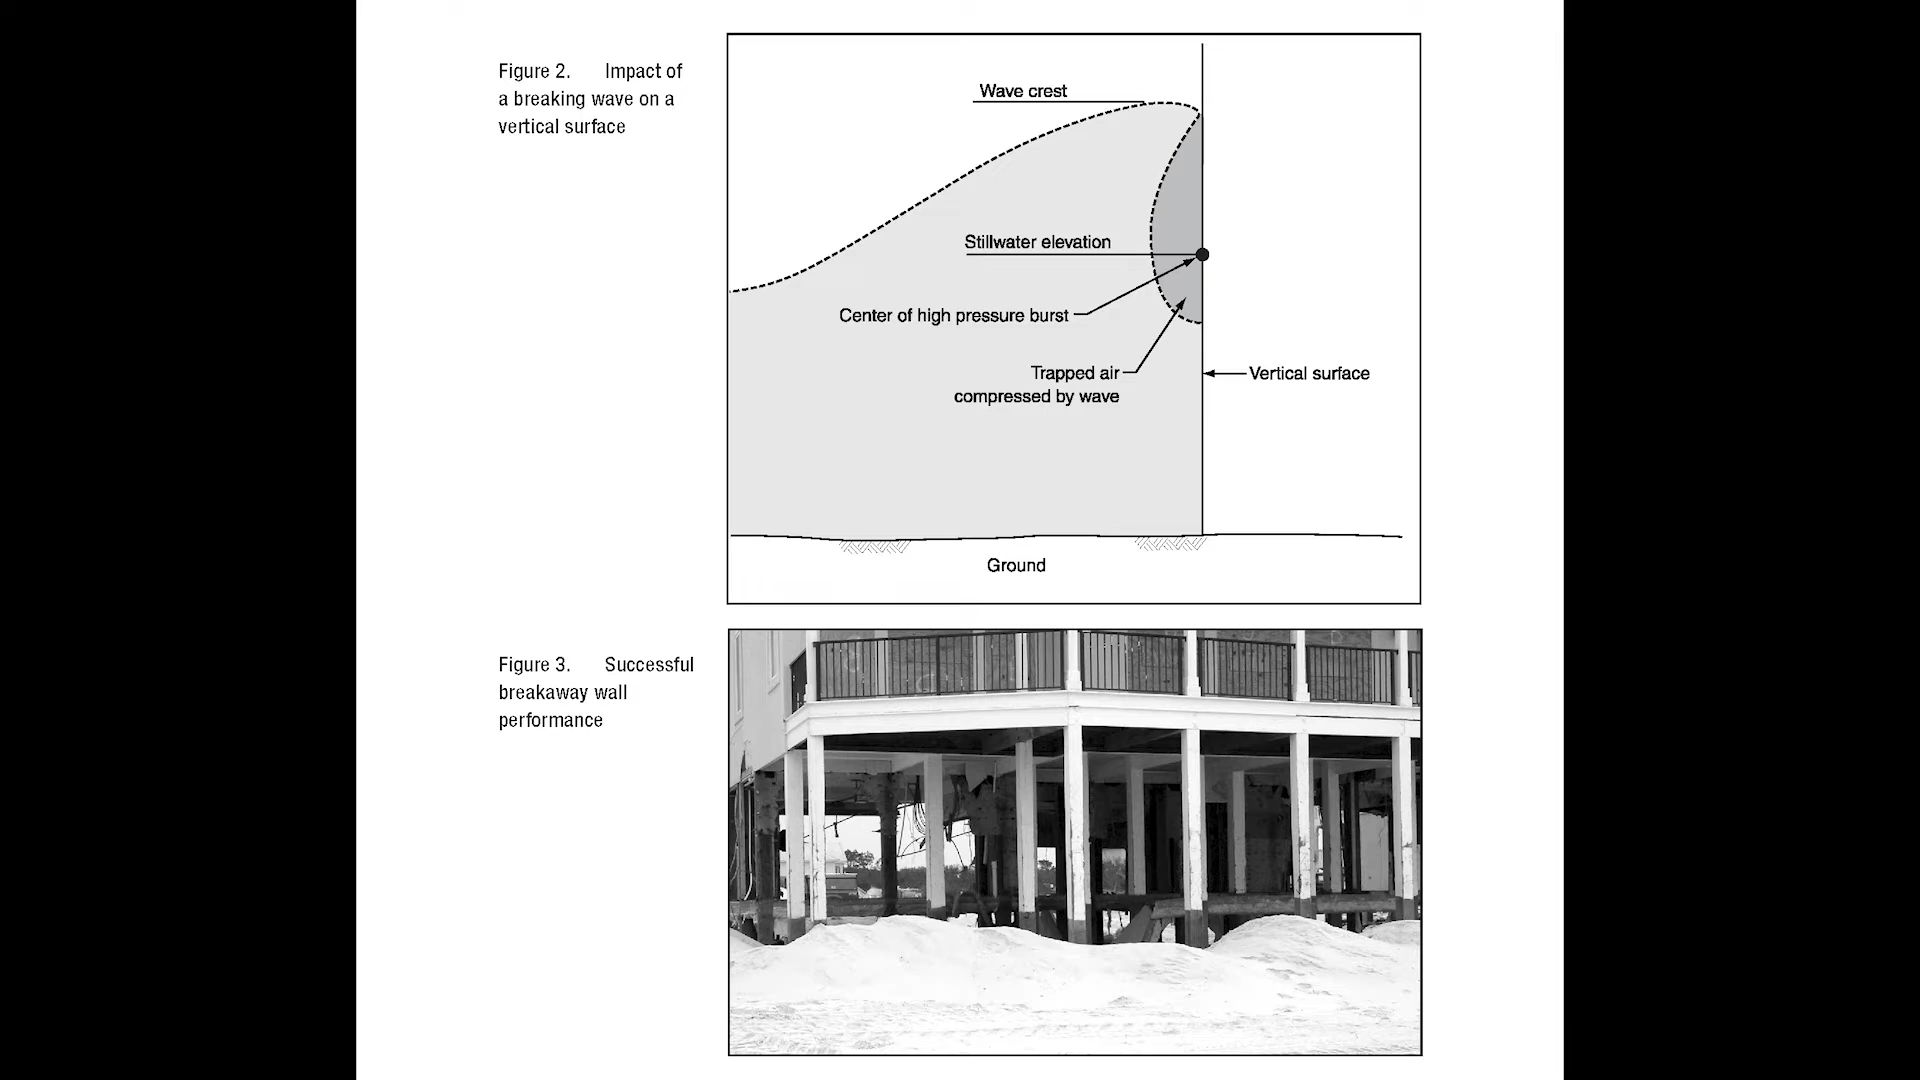 Figure 2. Impact of
a breaking wave on a
vertical surface
Wave crest
Stillwater elevation
Center of high pressure burst
Trapped air
compressed by wave
Vertical surface
Ground
Figure 3. Successful
breakaway wall
performance